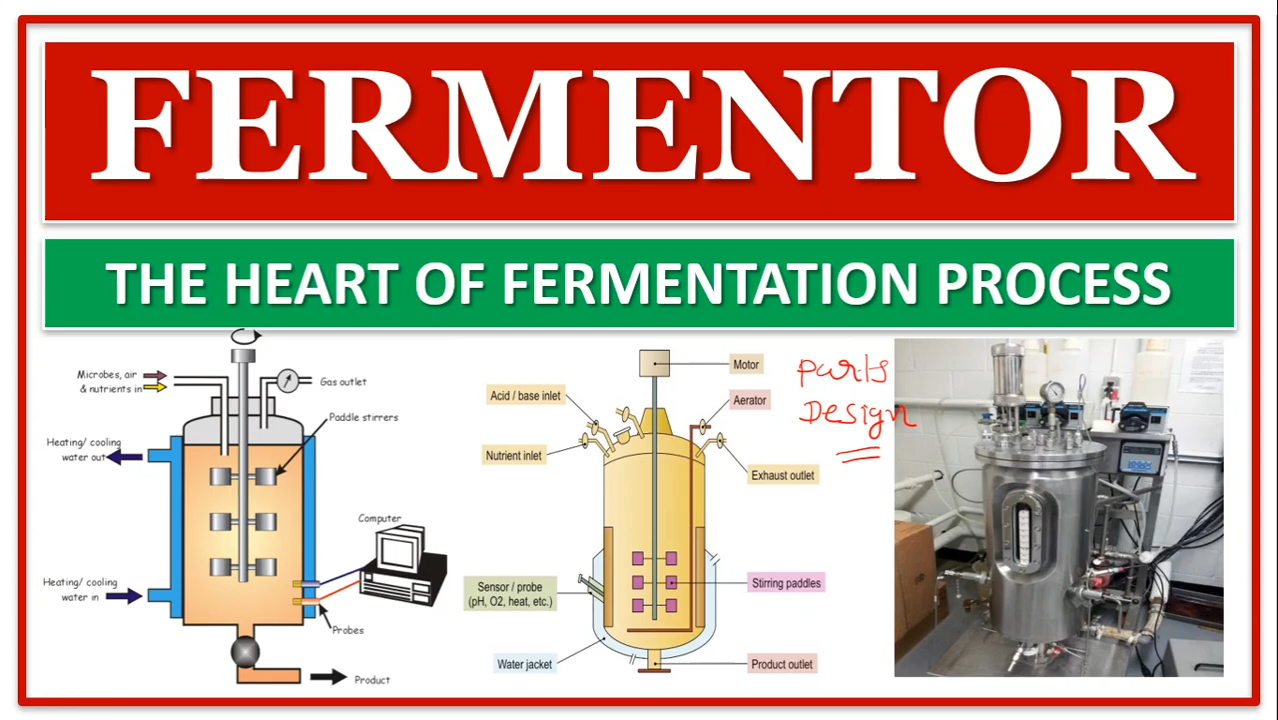 FERMENTOR
THE HEART OF FERMENTATION PROCESS
Microbes, air
& nutrients in
Gas outlet
Paddle stirrers
Heating/ cooling
water out
Computer
Heating/ cooling
water in
Probes
Product
Motor
Acid / base inlet
Aerator
Nutrient inlet
Exhaust outlet
Sensor / probe
(pH, O2, heat, etc.)
Stirring paddles
Water jacket
Product outlet
Parts
Design